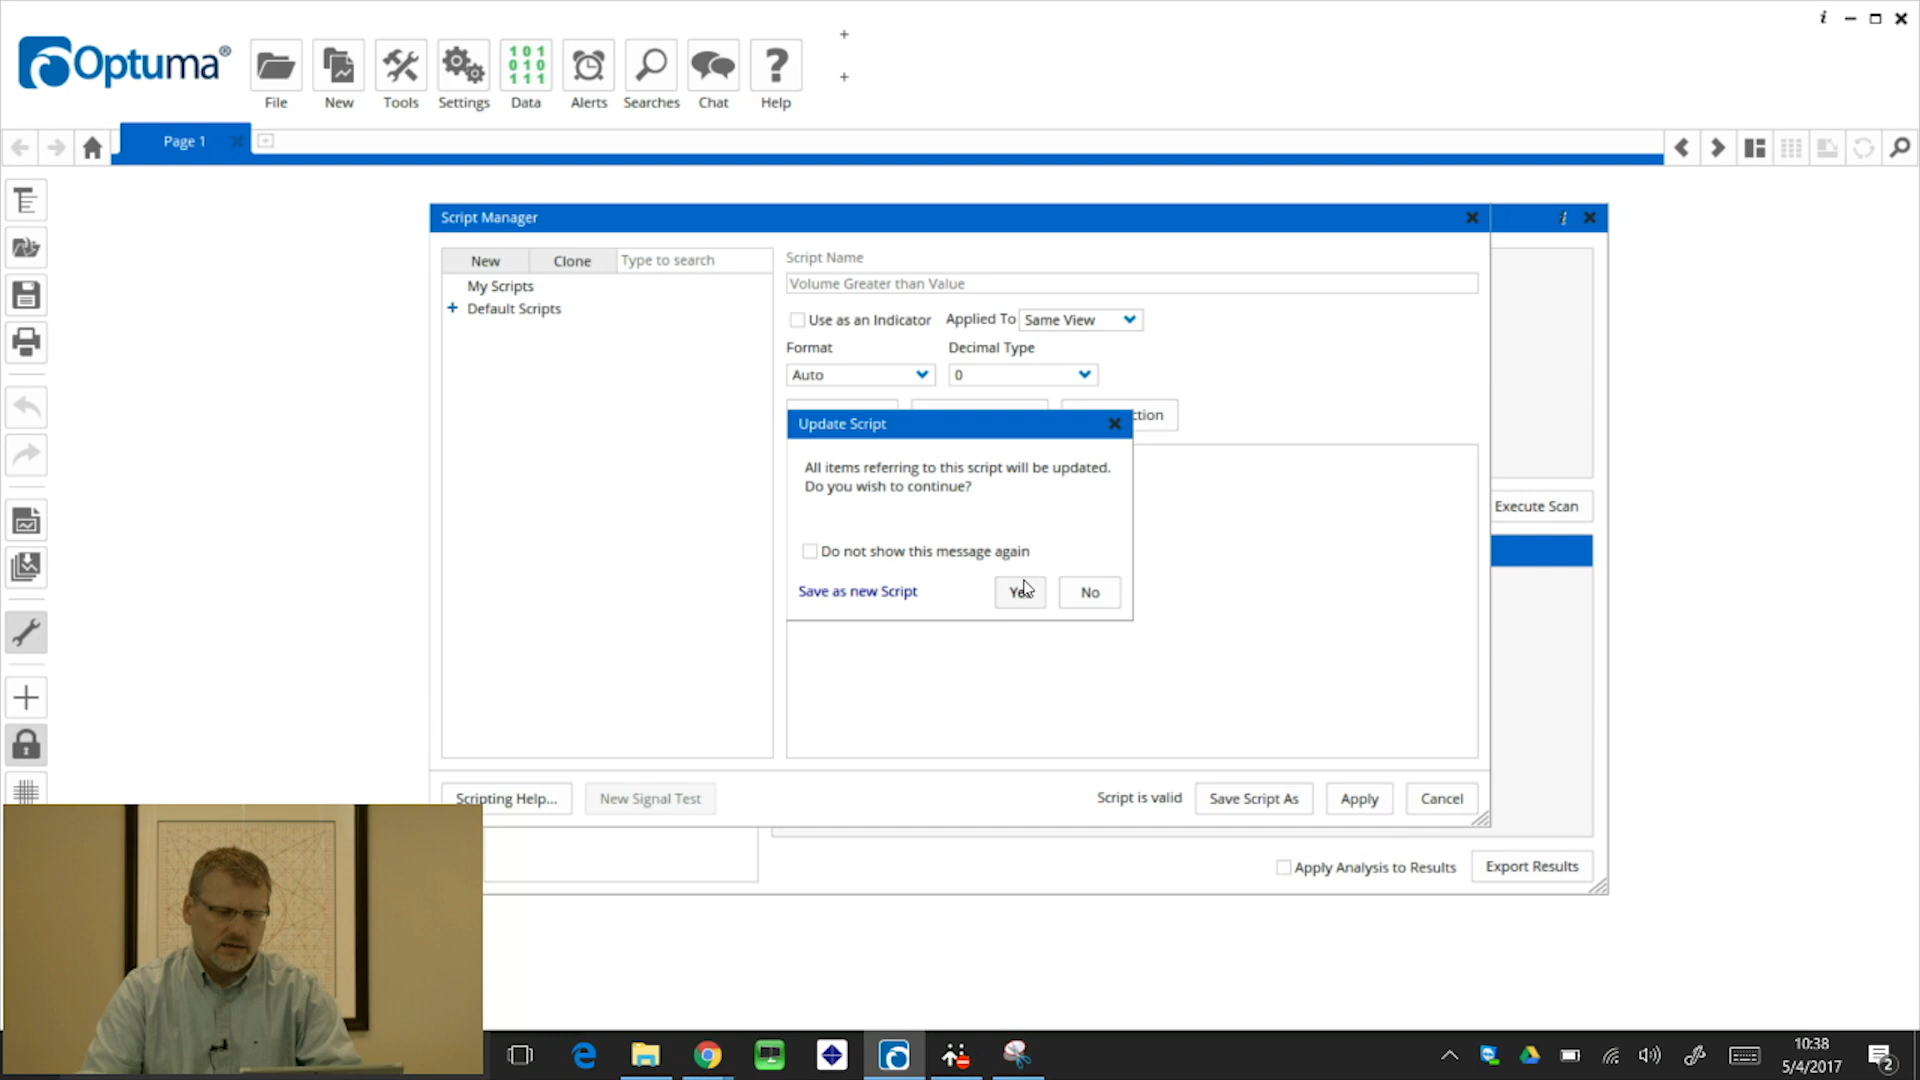 Optuma®
File
New
Tools
Settings
101
010
111
Data
Alerts
Searches
Chat
Help
Page 1
Script Manager
New
Clone
Type to search
My Scripts
Default Scripts
Script Name
Volume Greater than Value
Use as an Indicator
Applied To
Same View
Format
Decimal Type
Auto
0
Update Script
All items referring to this script will be updated.
Do you wish to continue?
Do not show this message again
Save as new Script
Yes
No
Execute Scan
Scripting Help...
New Signal Test
Script is valid
Save Script As
Apply
Cancel
Apply Analysis to Results
Export Results
10:38
5/4/2017
2